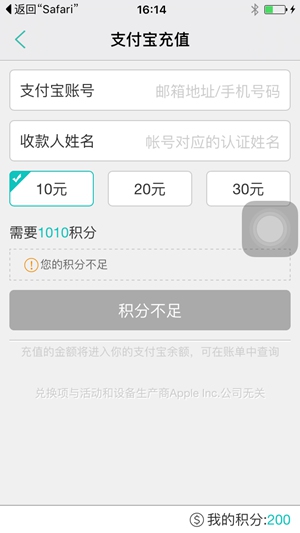 返回“Safari”
16:14
支付宝充值
支付宝账号 邮箱地址/手机号码
收款人姓名 帐号对应的认证姓名
10元 20元 30元
需要1010积分
您的积分不足
积分不足
充值的金额将进入你的支付宝余额，可在账单中查询
兑换项与活动和设备生产商Apple Inc.公司无关
我的积分:200